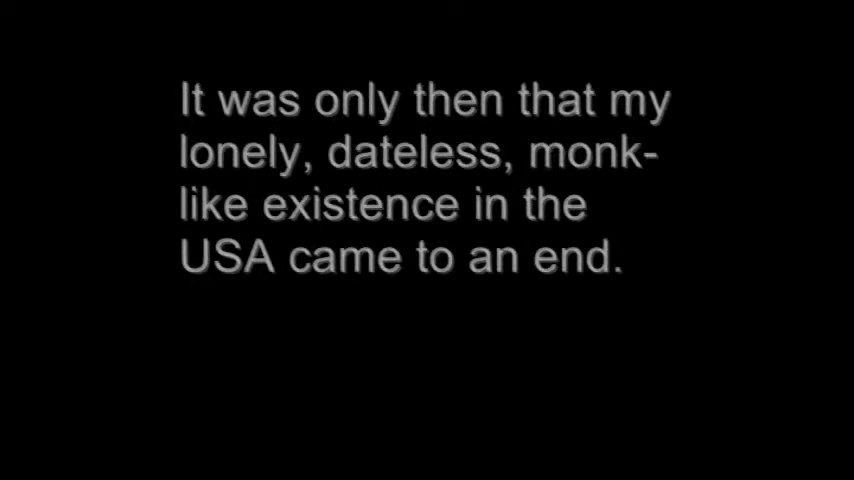 It was only then that my
lonely, dateless, monk-
like existence in the
USA came to an end.